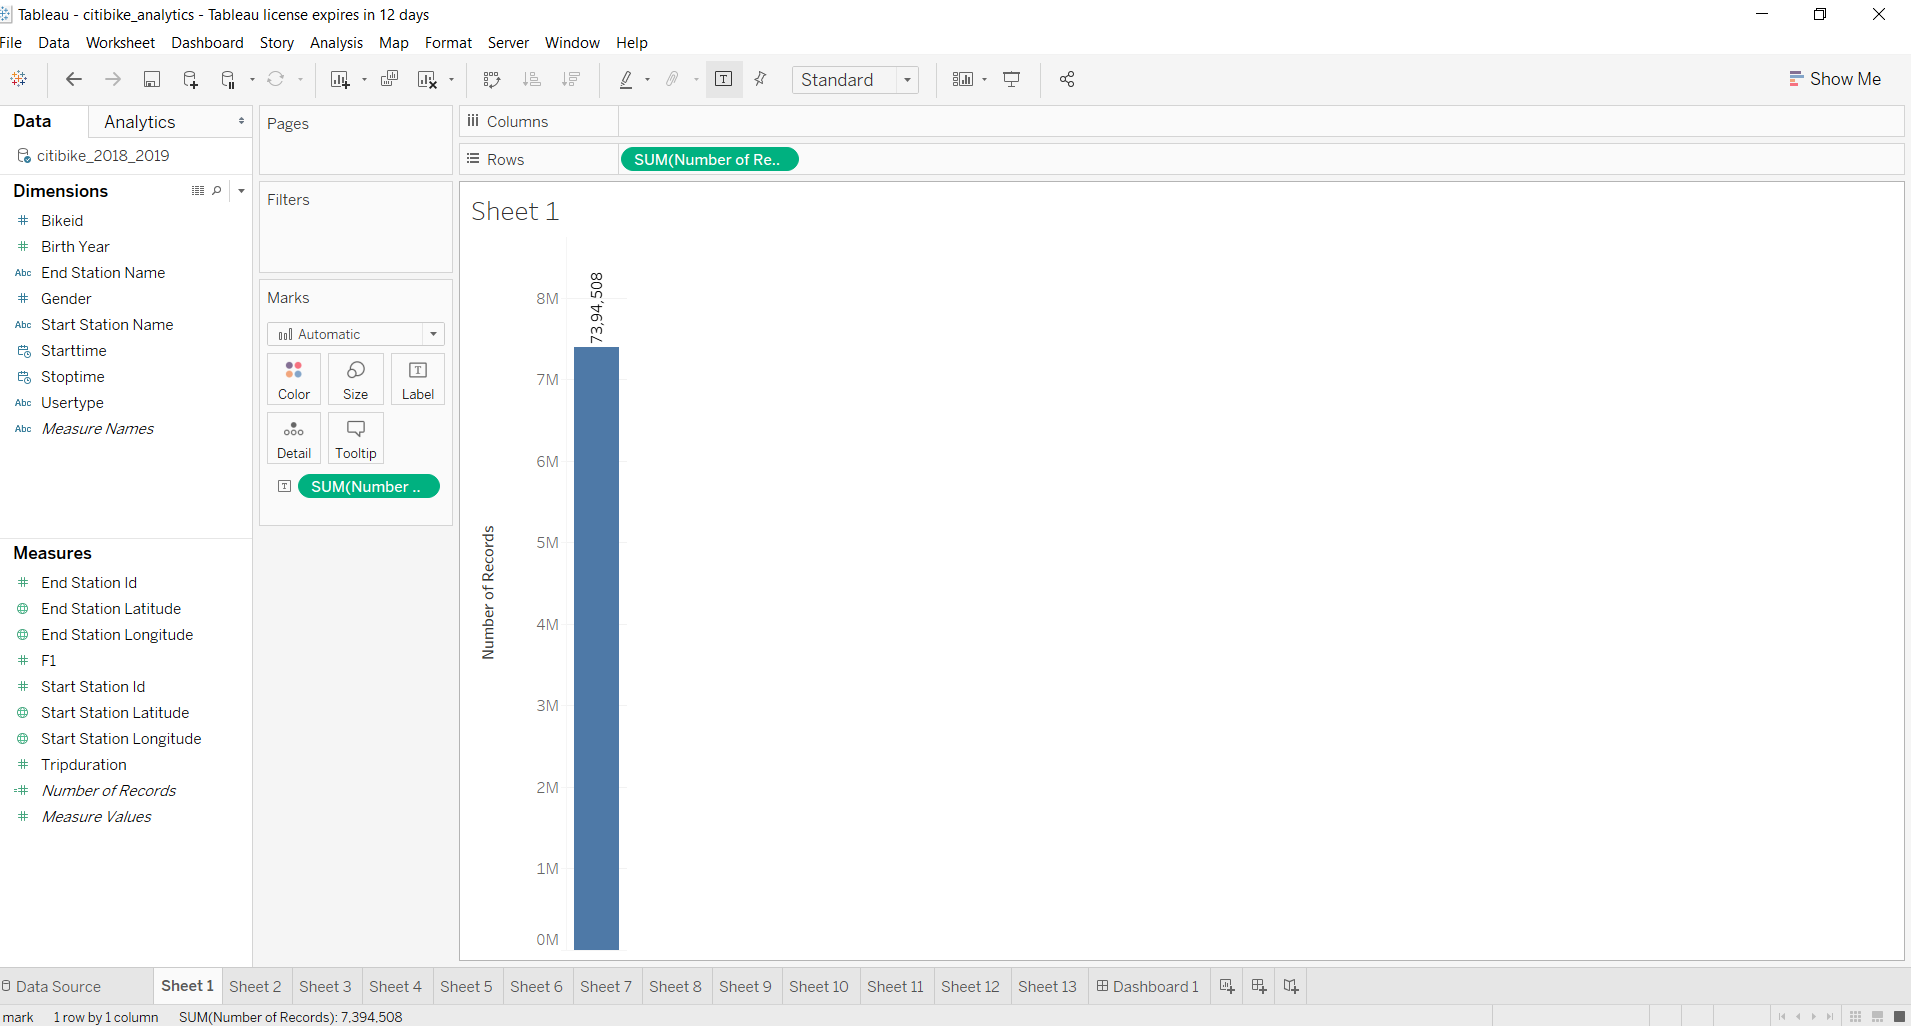 Tableau - citibike_analytics - Tableau license expires in 12 days
File Data Worksheet Dashboard Story Analysis Map Format Server Window Help
Standard
Show Me
Data Analytics
citibike_2018_2019
Dimensions
# Bikeid
# Birth Year
Abc End Station Name
# Gender
Abc Start Station Name
Starttime
Stoptime
Abc Usertype
Abc Measure Names
Measures
# End Station Id
End Station Latitude
End Station Longitude
# F1
# Start Station Id
Start Station Latitude
Start Station Longitude
# Tripduration
=# Number of Records
# Measure Values
Pages
Filters
Marks
Automatic
Color Size T Label
Detail Tooltip
T SUM(Number ..
Columns
Rows SUM(Number of Re..
Sheet 1
73,94,508
8M
7M
6M
5M
4M
3M
2M
1M
0M
Number of Records
Data Source Sheet 1 Sheet 2 Sheet 3 Sheet 4 Sheet 5 Sheet 6 Sheet 7 Sheet 8 Sheet 9 Sheet 10 Sheet 11 Sheet 12 Sheet 13 Dashboard 1
mark 1 row by 1 column SUM(Number of Records): 7,394,508